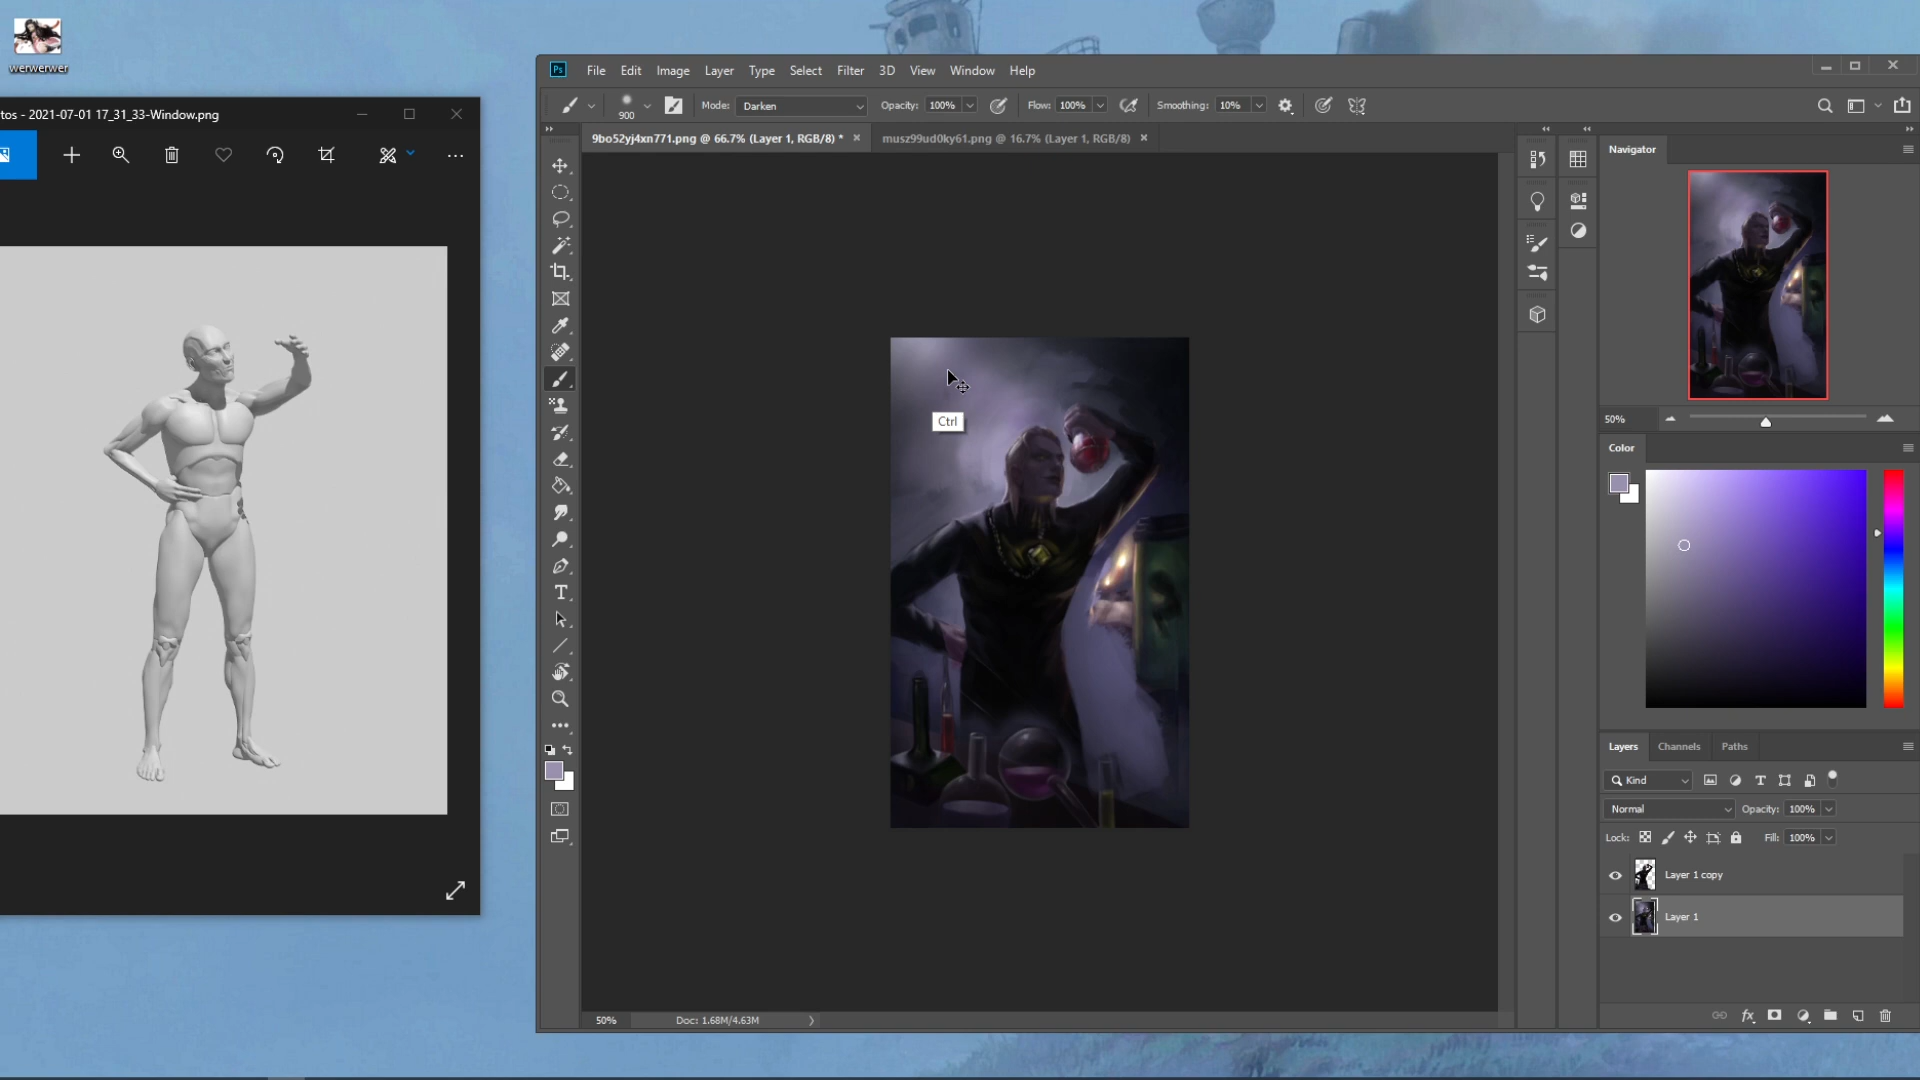 werwerwer
tos - 2021-07-01 17_31_33-Window.png
Ps File Edit Image Layer Type Select Filter 3D View Window Help
900 Mode: Darken Opacity: 100% Flow: 100% Smoothing: 10%
9bo52yj4xn771.png @ 66.7% (Layer 1, RGB/8) * musz99ud0ky61.png @ 16.7% (Layer 1, RGB/8)
Navigator
Ctrl
50%
Color
Layers Channels Paths
Kind
Normal Opacity: 100%
Lock: Fill: 100%
Layer 1 copy
Layer 1
50% Doc: 1.68M/4.63M